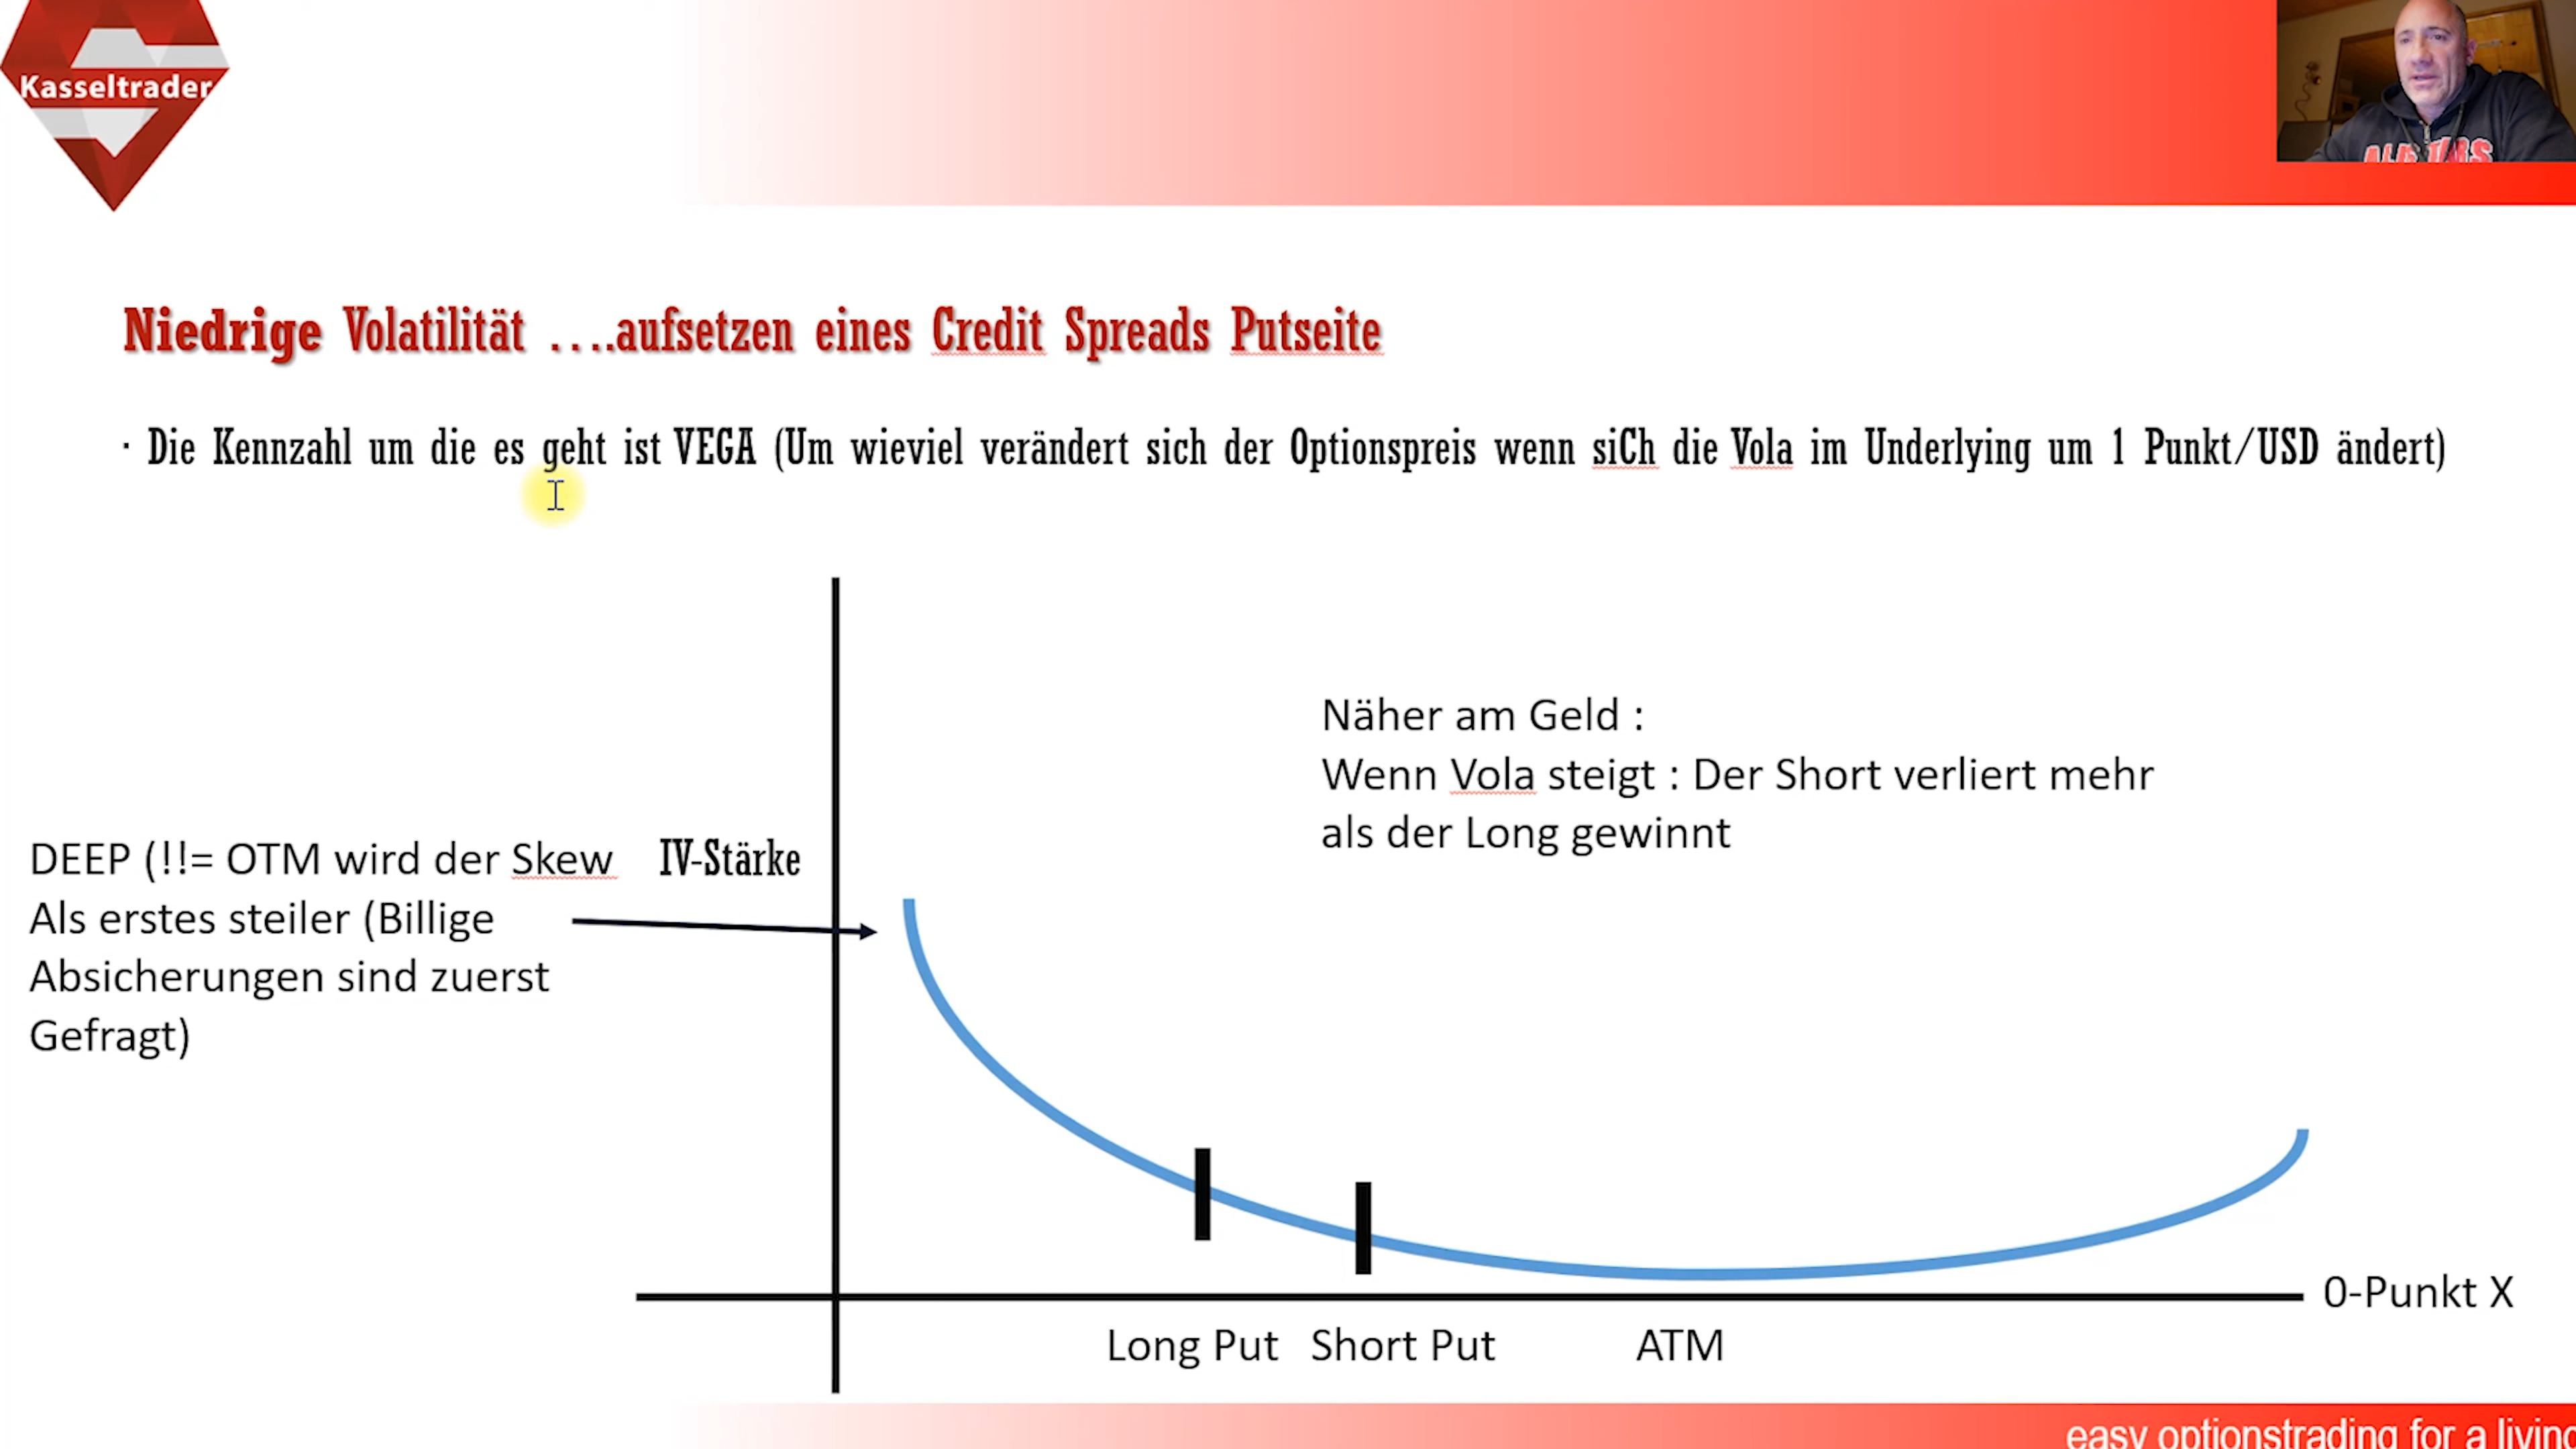 Kasseltrader
Niedrige Volatilität ….aufsetzen eines Credit Spreads Putseite
· Die Kennzahl um die es geht ist VEGA (Um wieviel verändert sich der Optionspreis wenn siCh die Vola im Underlying um 1 Punkt/USD ändert)
Näher am Geld :
Wenn Vola steigt : Der Short verliert mehr
als der Long gewinnt
DEEP (!!= OTM wird der Skew
Als erstes steiler (Billige
Absicherungen sind zuerst
Gefragt)
IV-Stärke
0-Punkt X
Long Put
Short Put
ATM
easy optionstrading for a living